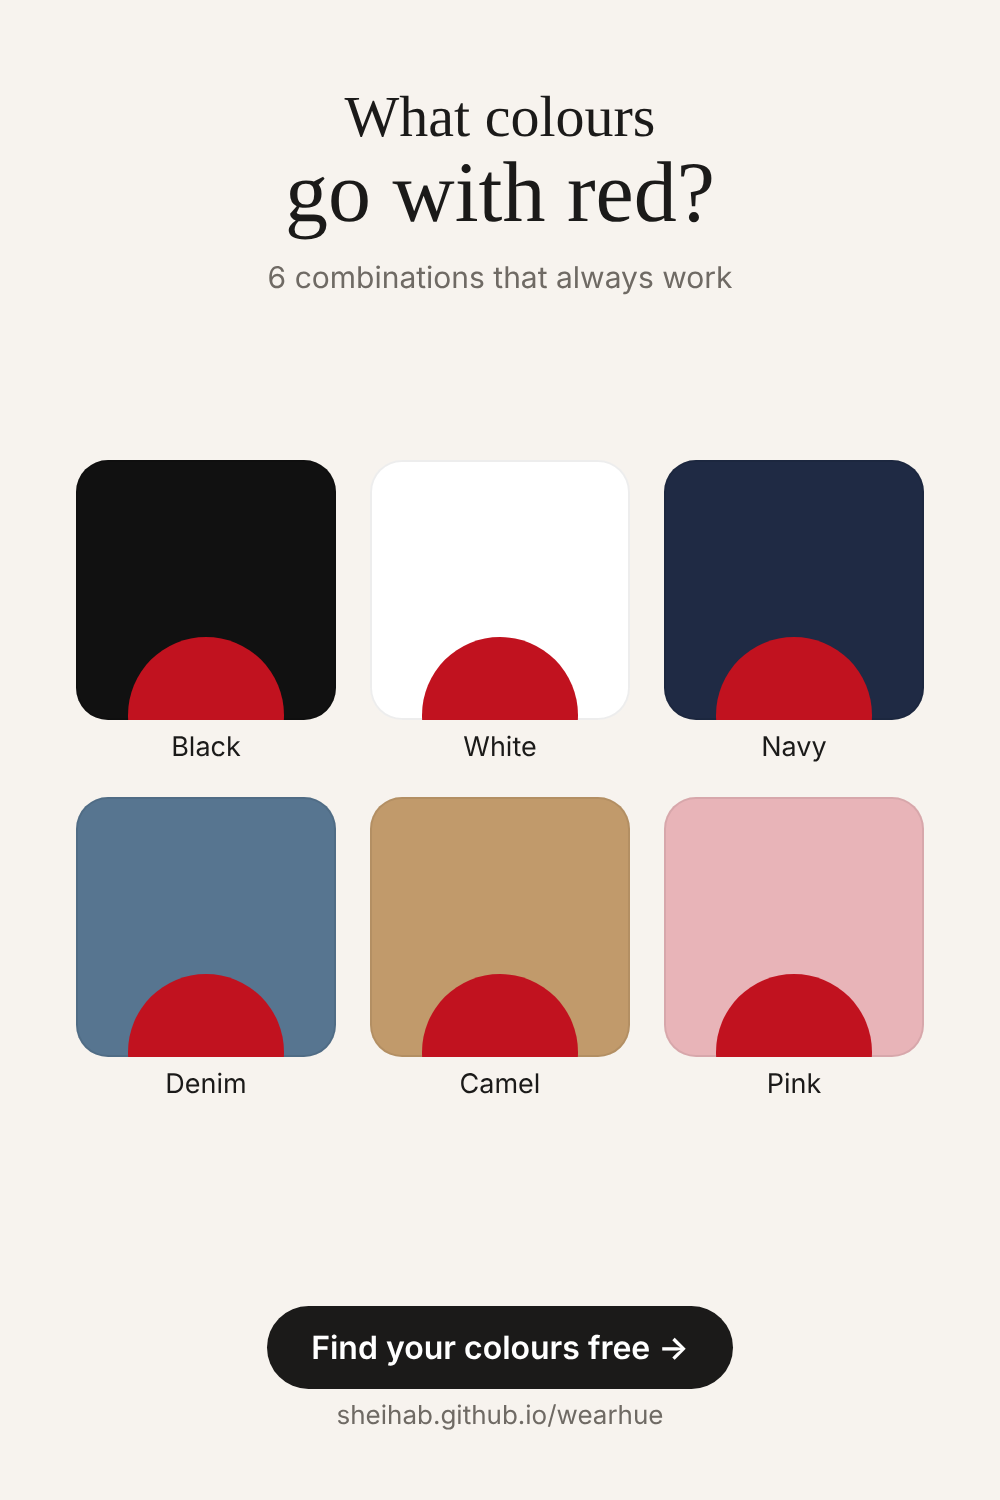 What colours
go with red?
6 combinations that always work
Black
White
Navy
Denim
Camel
Pink
Find your colours free →
sheihab.github.io/wearhue